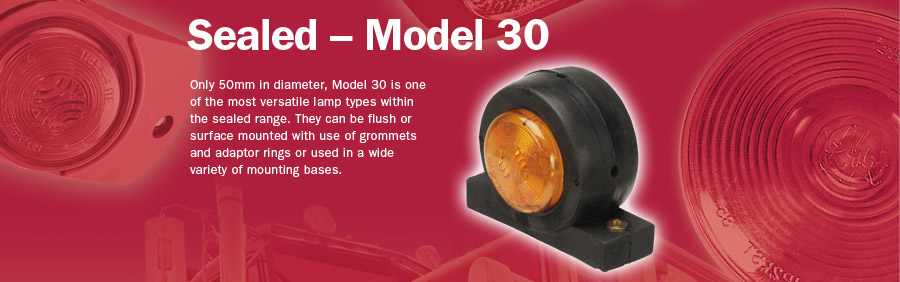 Sealed – Model 30
Only 50mm in diameter, Model 30 is one
of the most versatile lamp types within
the sealed range. They can be flush or
surface mounted with use of grommets
and adaptor rings or used in a wide
variety of mounting bases.